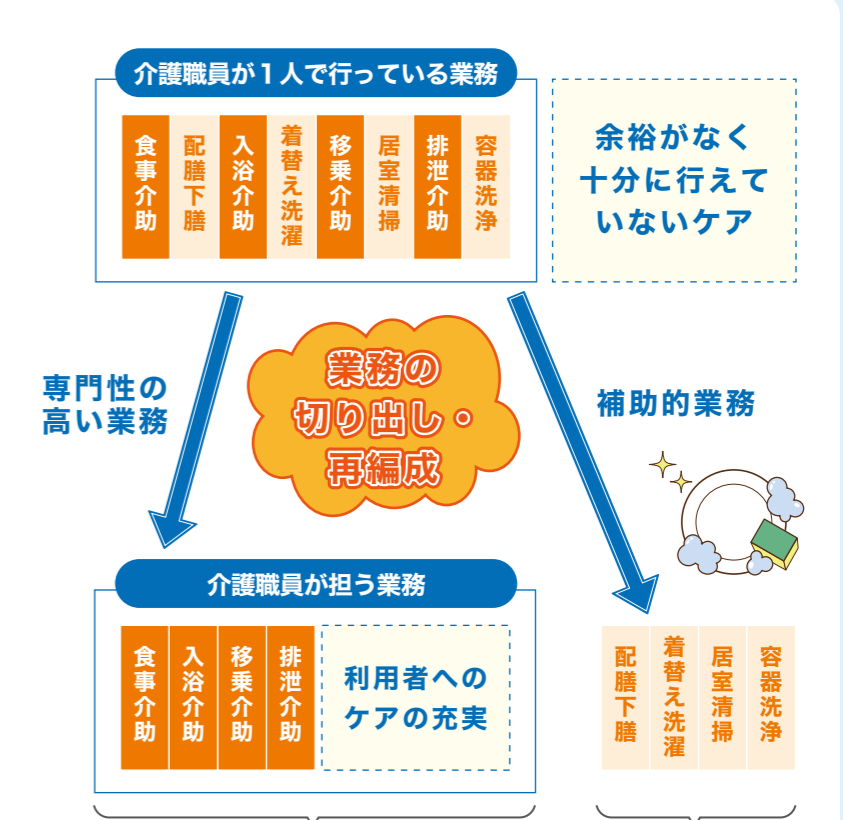 介護職員が1人で行っている業務
食事介助
配膳下膳
入浴介助
着替え洗濯
移乗介助
居室清掃
排泄介助
容器洗浄
余裕がなく
十分に行えて
いないケア
専門性の
高い業務
業務の
切り出し・
再編成
補助的業務
介護職員が担う業務
食事介助
入浴介助
移乗介助
排泄介助
利用者への
ケアの充実
配膳下膳
着替え洗濯
居室清掃
容器洗浄